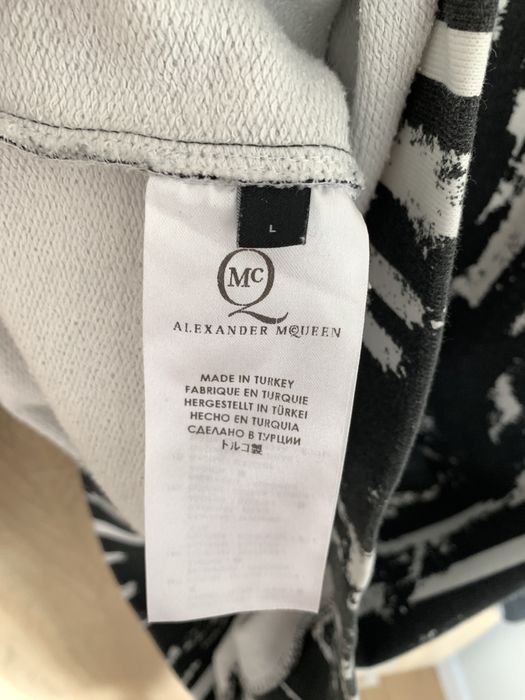 L
McQ
ALEXANDER McQUEEN
MADE IN TURKEY
FABRIQUE EN TURQUIE
HERGESTELLT IN TÜRKEI
HECHO EN TURQUIA
СДЕЛАНО В ТУРЦИИ
トルコ製